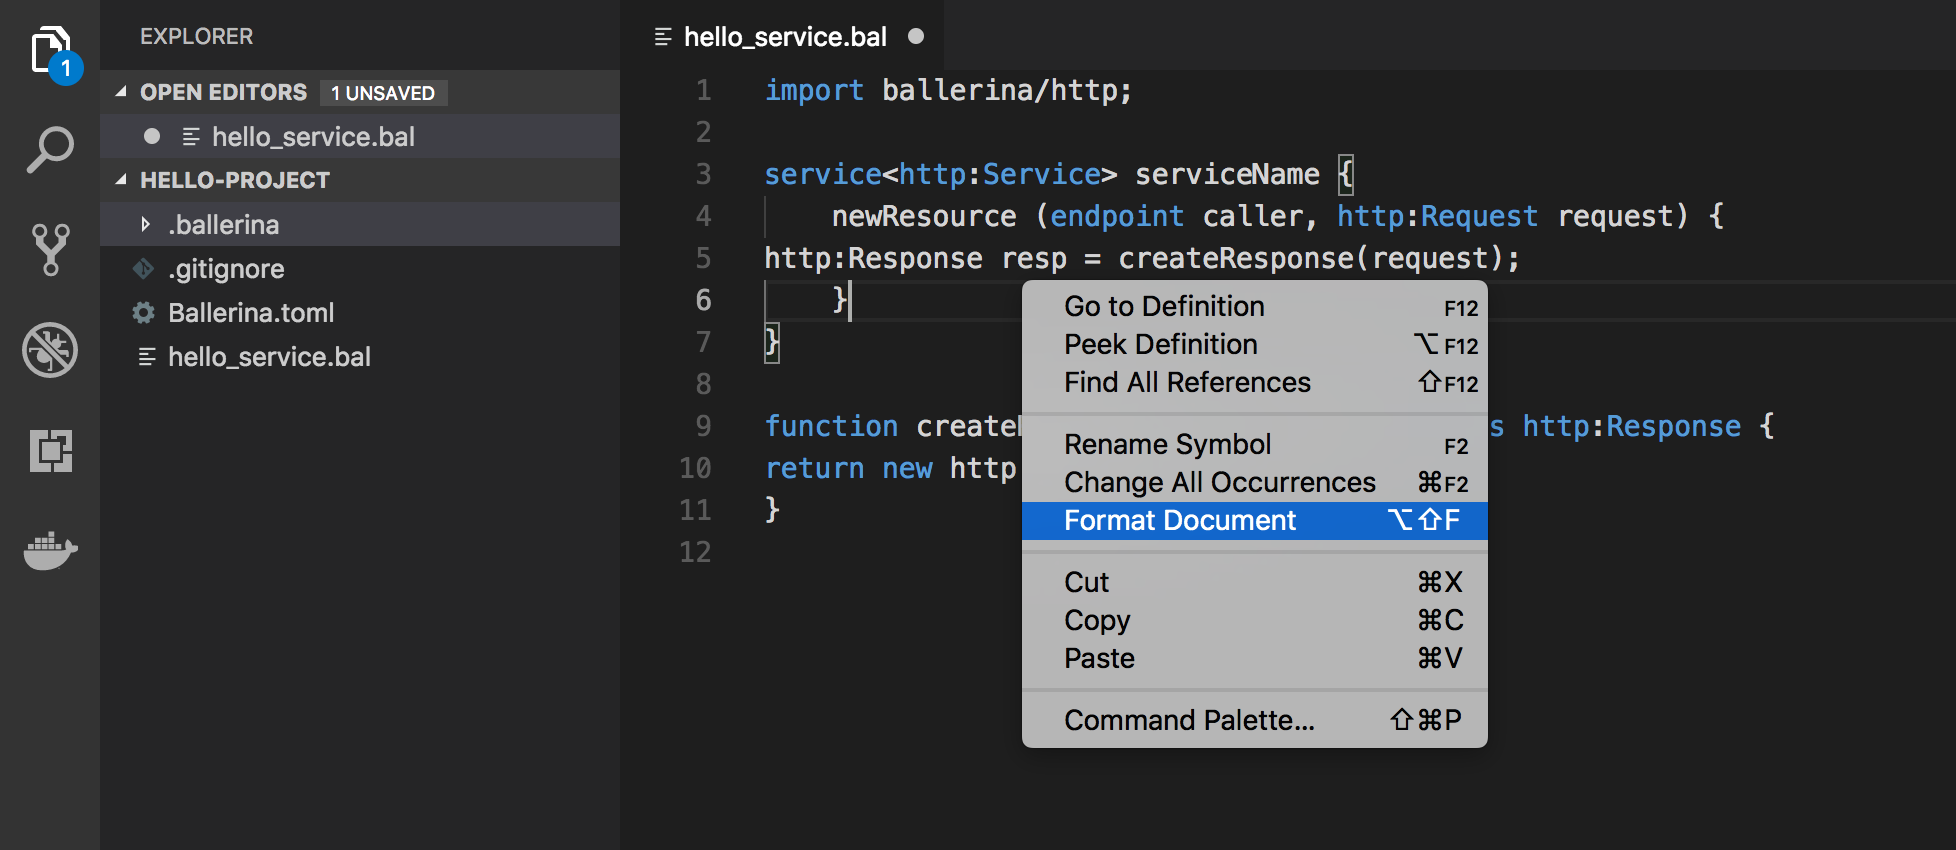 1
EXPLORER
OPEN EDITORS 1 UNSAVED
hello_service.bal
HELLO-PROJECT
.ballerina
.gitignore
Ballerina.toml
hello_service.bal
hello_service.bal
1 import ballerina/http;
2
3 service<http:Service> serviceName {
4 newResource (endpoint caller, http:Request request) {
5 http:Response resp = createResponse(request);
6 }
7 }
8
9 function create s http:Response {
10 return new http
11 }
12
Go to Definition F12
Peek Definition ⌥F12
Find All References ⇧F12
Rename Symbol F2
Change All Occurrences ⌘F2
Format Document ⌥⇧F
Cut ⌘X
Copy ⌘C
Paste ⌘V
Command Palette... ⇧⌘P